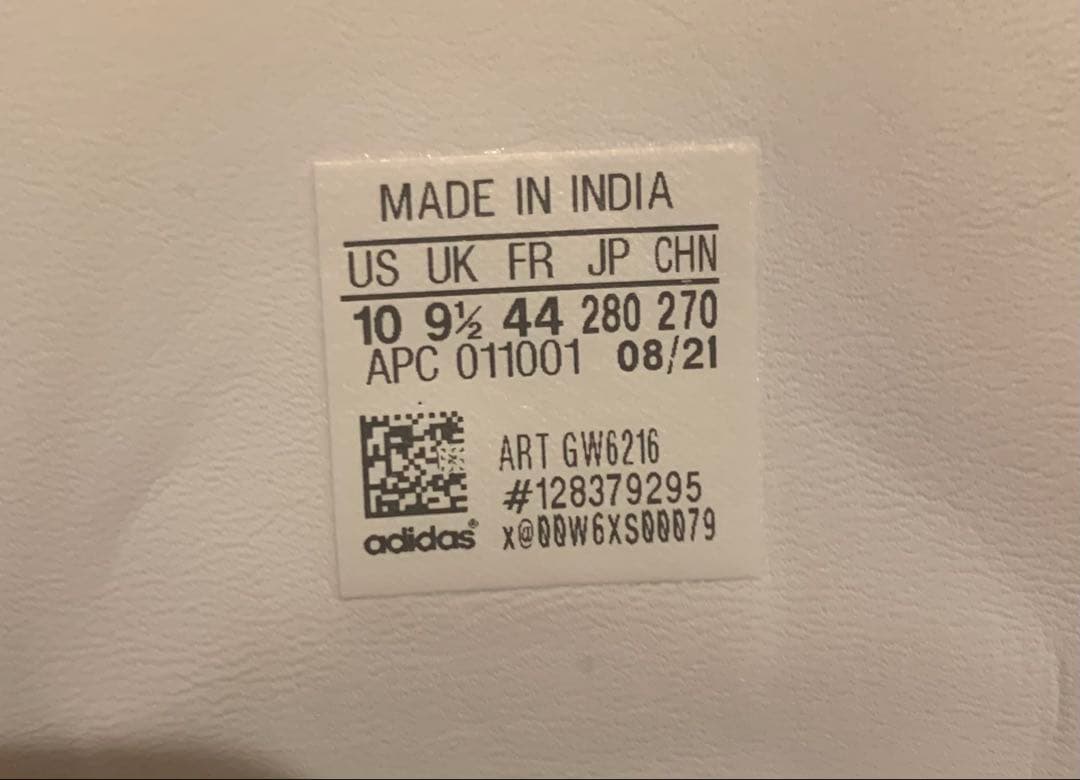 MADE IN INDIA
US UK FR JP CHN
10 9½ 44 280 270
APC 011001 08/21
ART GW6216
#128379295
adidas® x@00W6XS00079